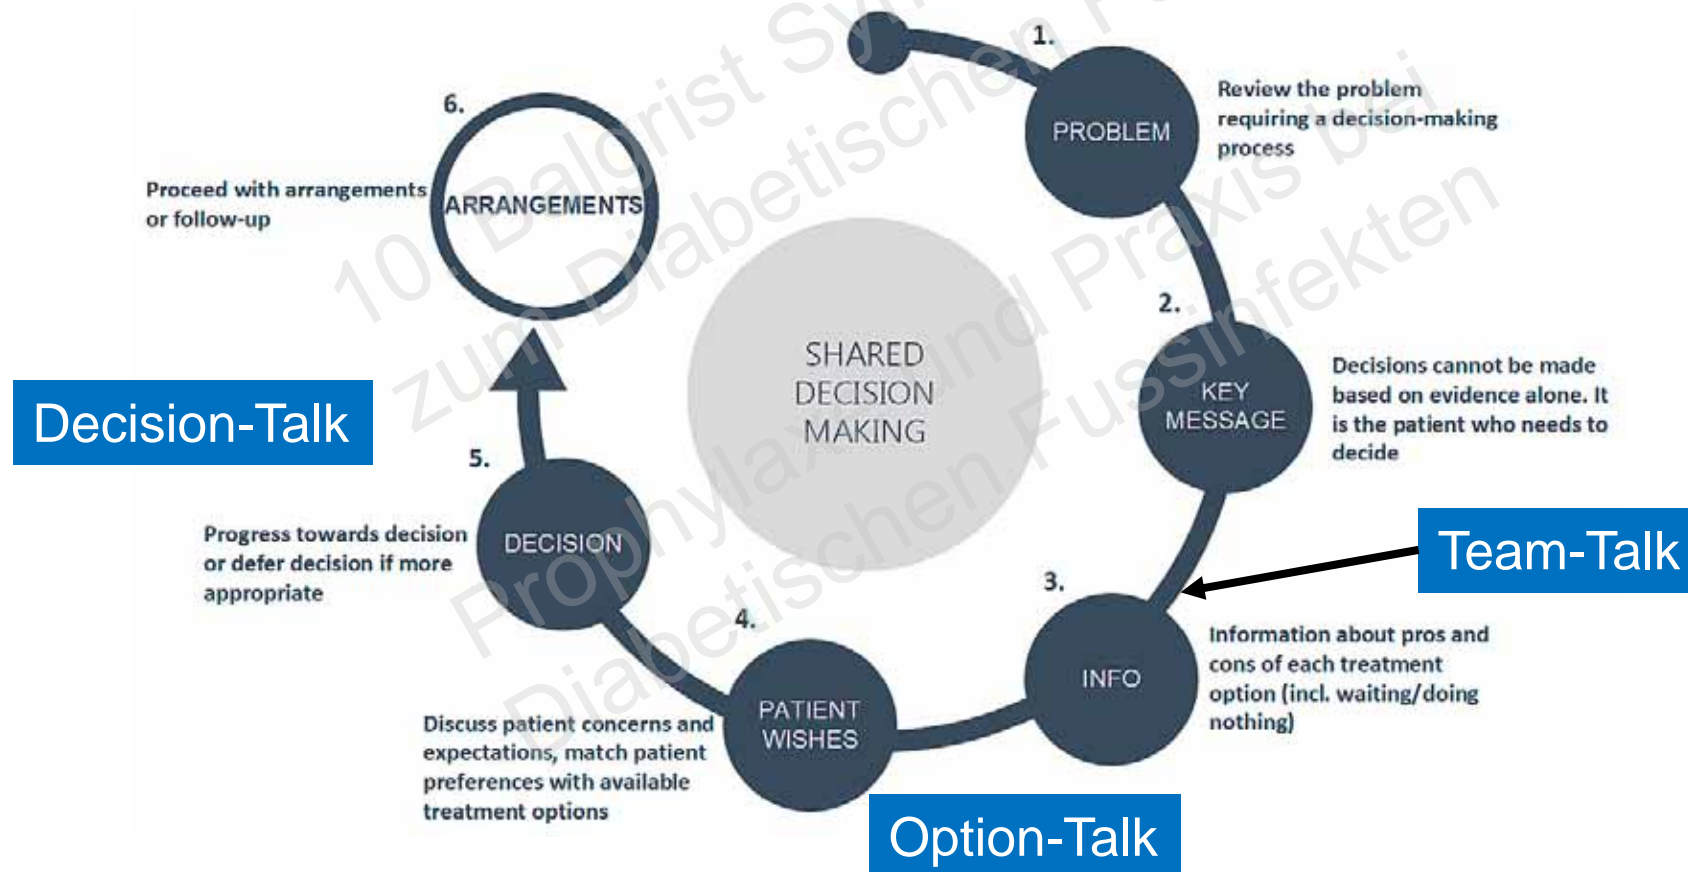 1.
PROBLEM
Review the problem
requiring a decision-making
process
2.
KEY
MESSAGE
Decisions cannot be made
based on evidence alone. It
is the patient who needs to
decide
Team-Talk
3.
INFO
Information about pros and
cons of each treatment
option (incl. waiting/doing
nothing)
Option-Talk
4.
PATIENT
WISHES
Discuss patient concerns and
expectations, match patient
preferences with available
treatment options
5.
DECISION
Progress towards decision
or defer decision if more
appropriate
Decision-Talk
6.
ARRANGEMENTS
Proceed with arrangements
or follow-up
SHARED
DECISION
MAKING
10. Balgrist
zum Diabetischen
Prophylaxe und Praxis bei
Diabetischen Fussinfekten